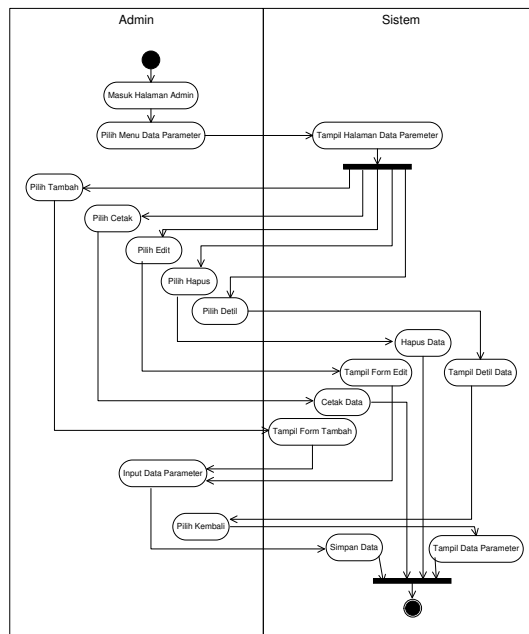 Admin
Sistem
Masuk Halaman Admin
Pilih Menu Data Parameter
Tampil Halaman Data Paremeter
Pilih Tambah
Pilih Cetak
Pilih Edit
Pilih Hapus
Pilih Detil
Hapus Data
Tampil Form Edit
Tampil Detil Data
Cetak Data
Tampil Form Tambah
Input Data Parameter
Pilih Kembali
Simpan Data
Tampil Data Parameter